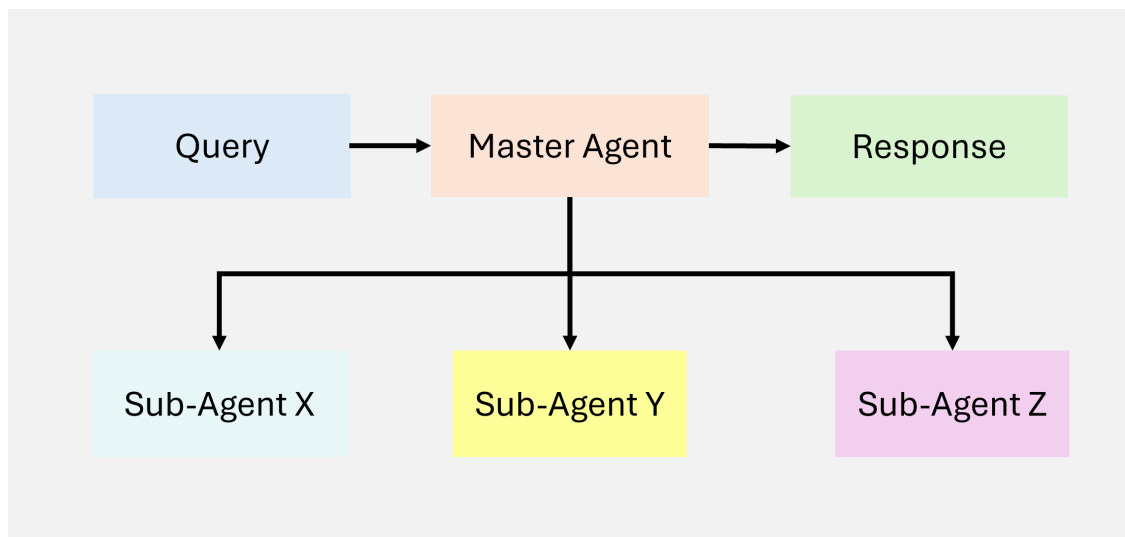 Query
Master Agent
Response
Sub-Agent X
Sub-Agent Y
Sub-Agent Z